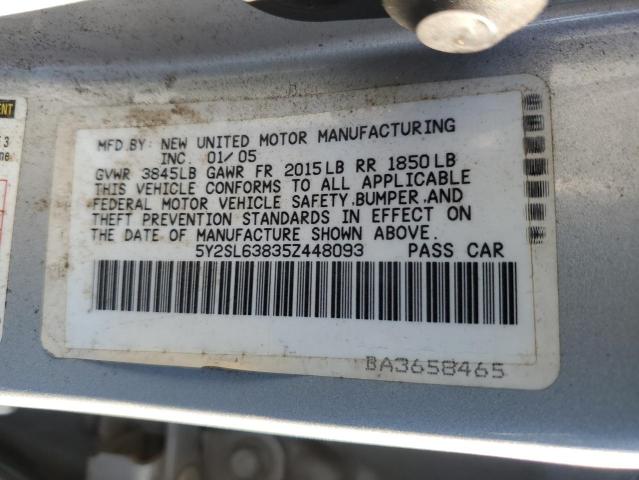 MFD.BY: NEW UNITED MOTOR MANUFACTURING
INC. 01/05
GVWR 3845LB GAWR FR 2015LB RR 1850LB
THIS VEHICLE CONFORMS TO ALL APPLICABLE
FEDERAL MOTOR VEHICLE SAFETY,BUMPER,AND
THEFT PREVENTION STANDARDS IN EFFECT ON
THE DATE OF MANUFACTURE SHOWN ABOVE.
5Y2SL63835Z448093 PASS CAR
BA3658465